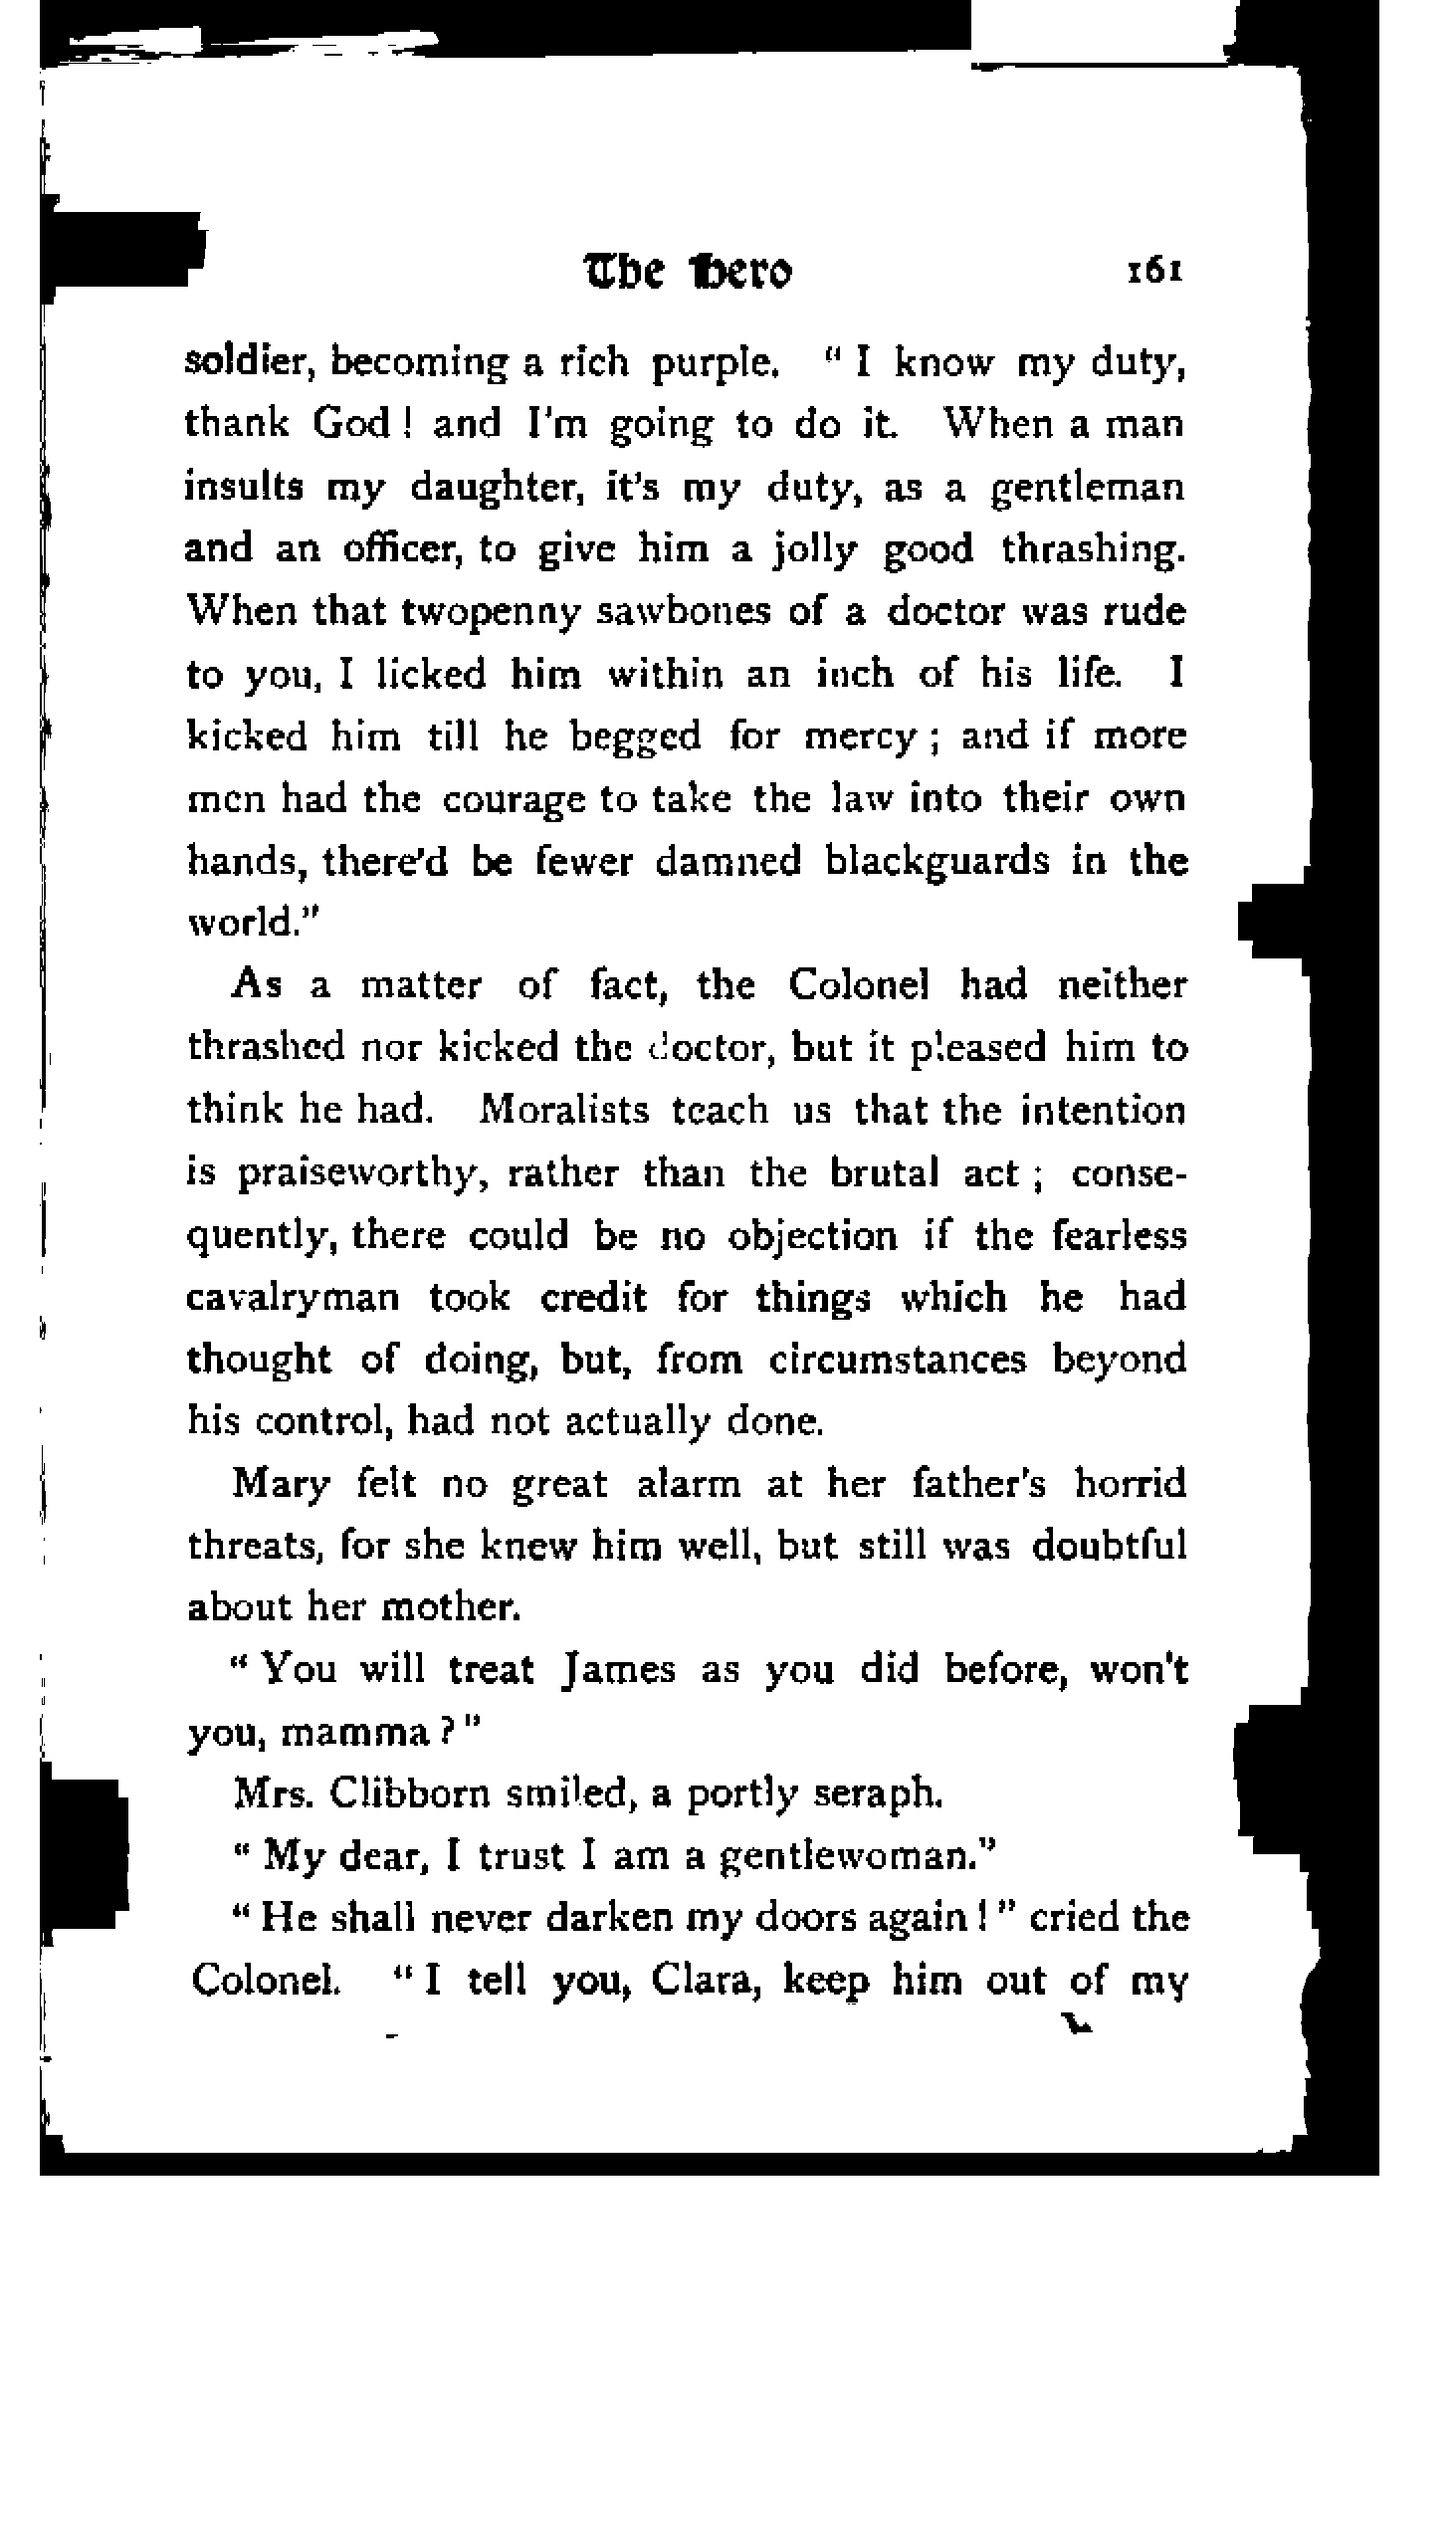 The Hero 161
soldier, becoming a rich purple. “ I know my duty,
thank God ! and I'm going to do it. When a man
insults my daughter, it's my duty, as a gentleman
and an officer, to give him a jolly good thrashing.
When that twopenny sawbones of a doctor was rude
to you, I licked him within an inch of his life. I
kicked him till he begged for mercy ; and if more
men had the courage to take the law into their own
hands, there'd be fewer damned blackguards in the
world.”
As a matter of fact, the Colonel had neither
thrashed nor kicked the doctor, but it pleased him to
think he had. Moralists teach us that the intention
is praiseworthy, rather than the brutal act ; conse-
quently, there could be no objection if the fearless
cavalryman took credit for things which he had
thought of doing, but, from circumstances beyond
his control, had not actually done.
Mary felt no great alarm at her father's horrid
threats, for she knew him well, but still was doubtful
about her mother.
“ You will treat James as you did before, won't
you, mamma ? ”
Mrs. Clibborn smiled, a portly seraph.
“ My dear, I trust I am a gentlewoman.”
“ He shall never darken my doors again ! ” cried the
Colonel. “ I tell you, Clara, keep him out of my